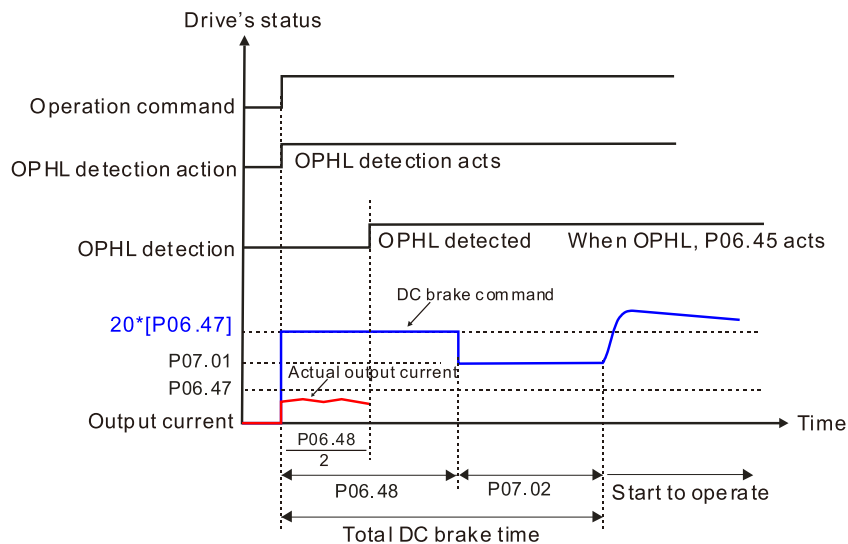 Drive's status
Operation command
OPHL detection action
OPHL detection acts
OPHL detection
OPHL detected
When OPHL, P06.45 acts
DC brake command
20*[P06.47]
P07.01
Actual output current
P06.47
Output current
Time
P06.48
2
P06.48
P07.02
Start to operate
Total DC brake time